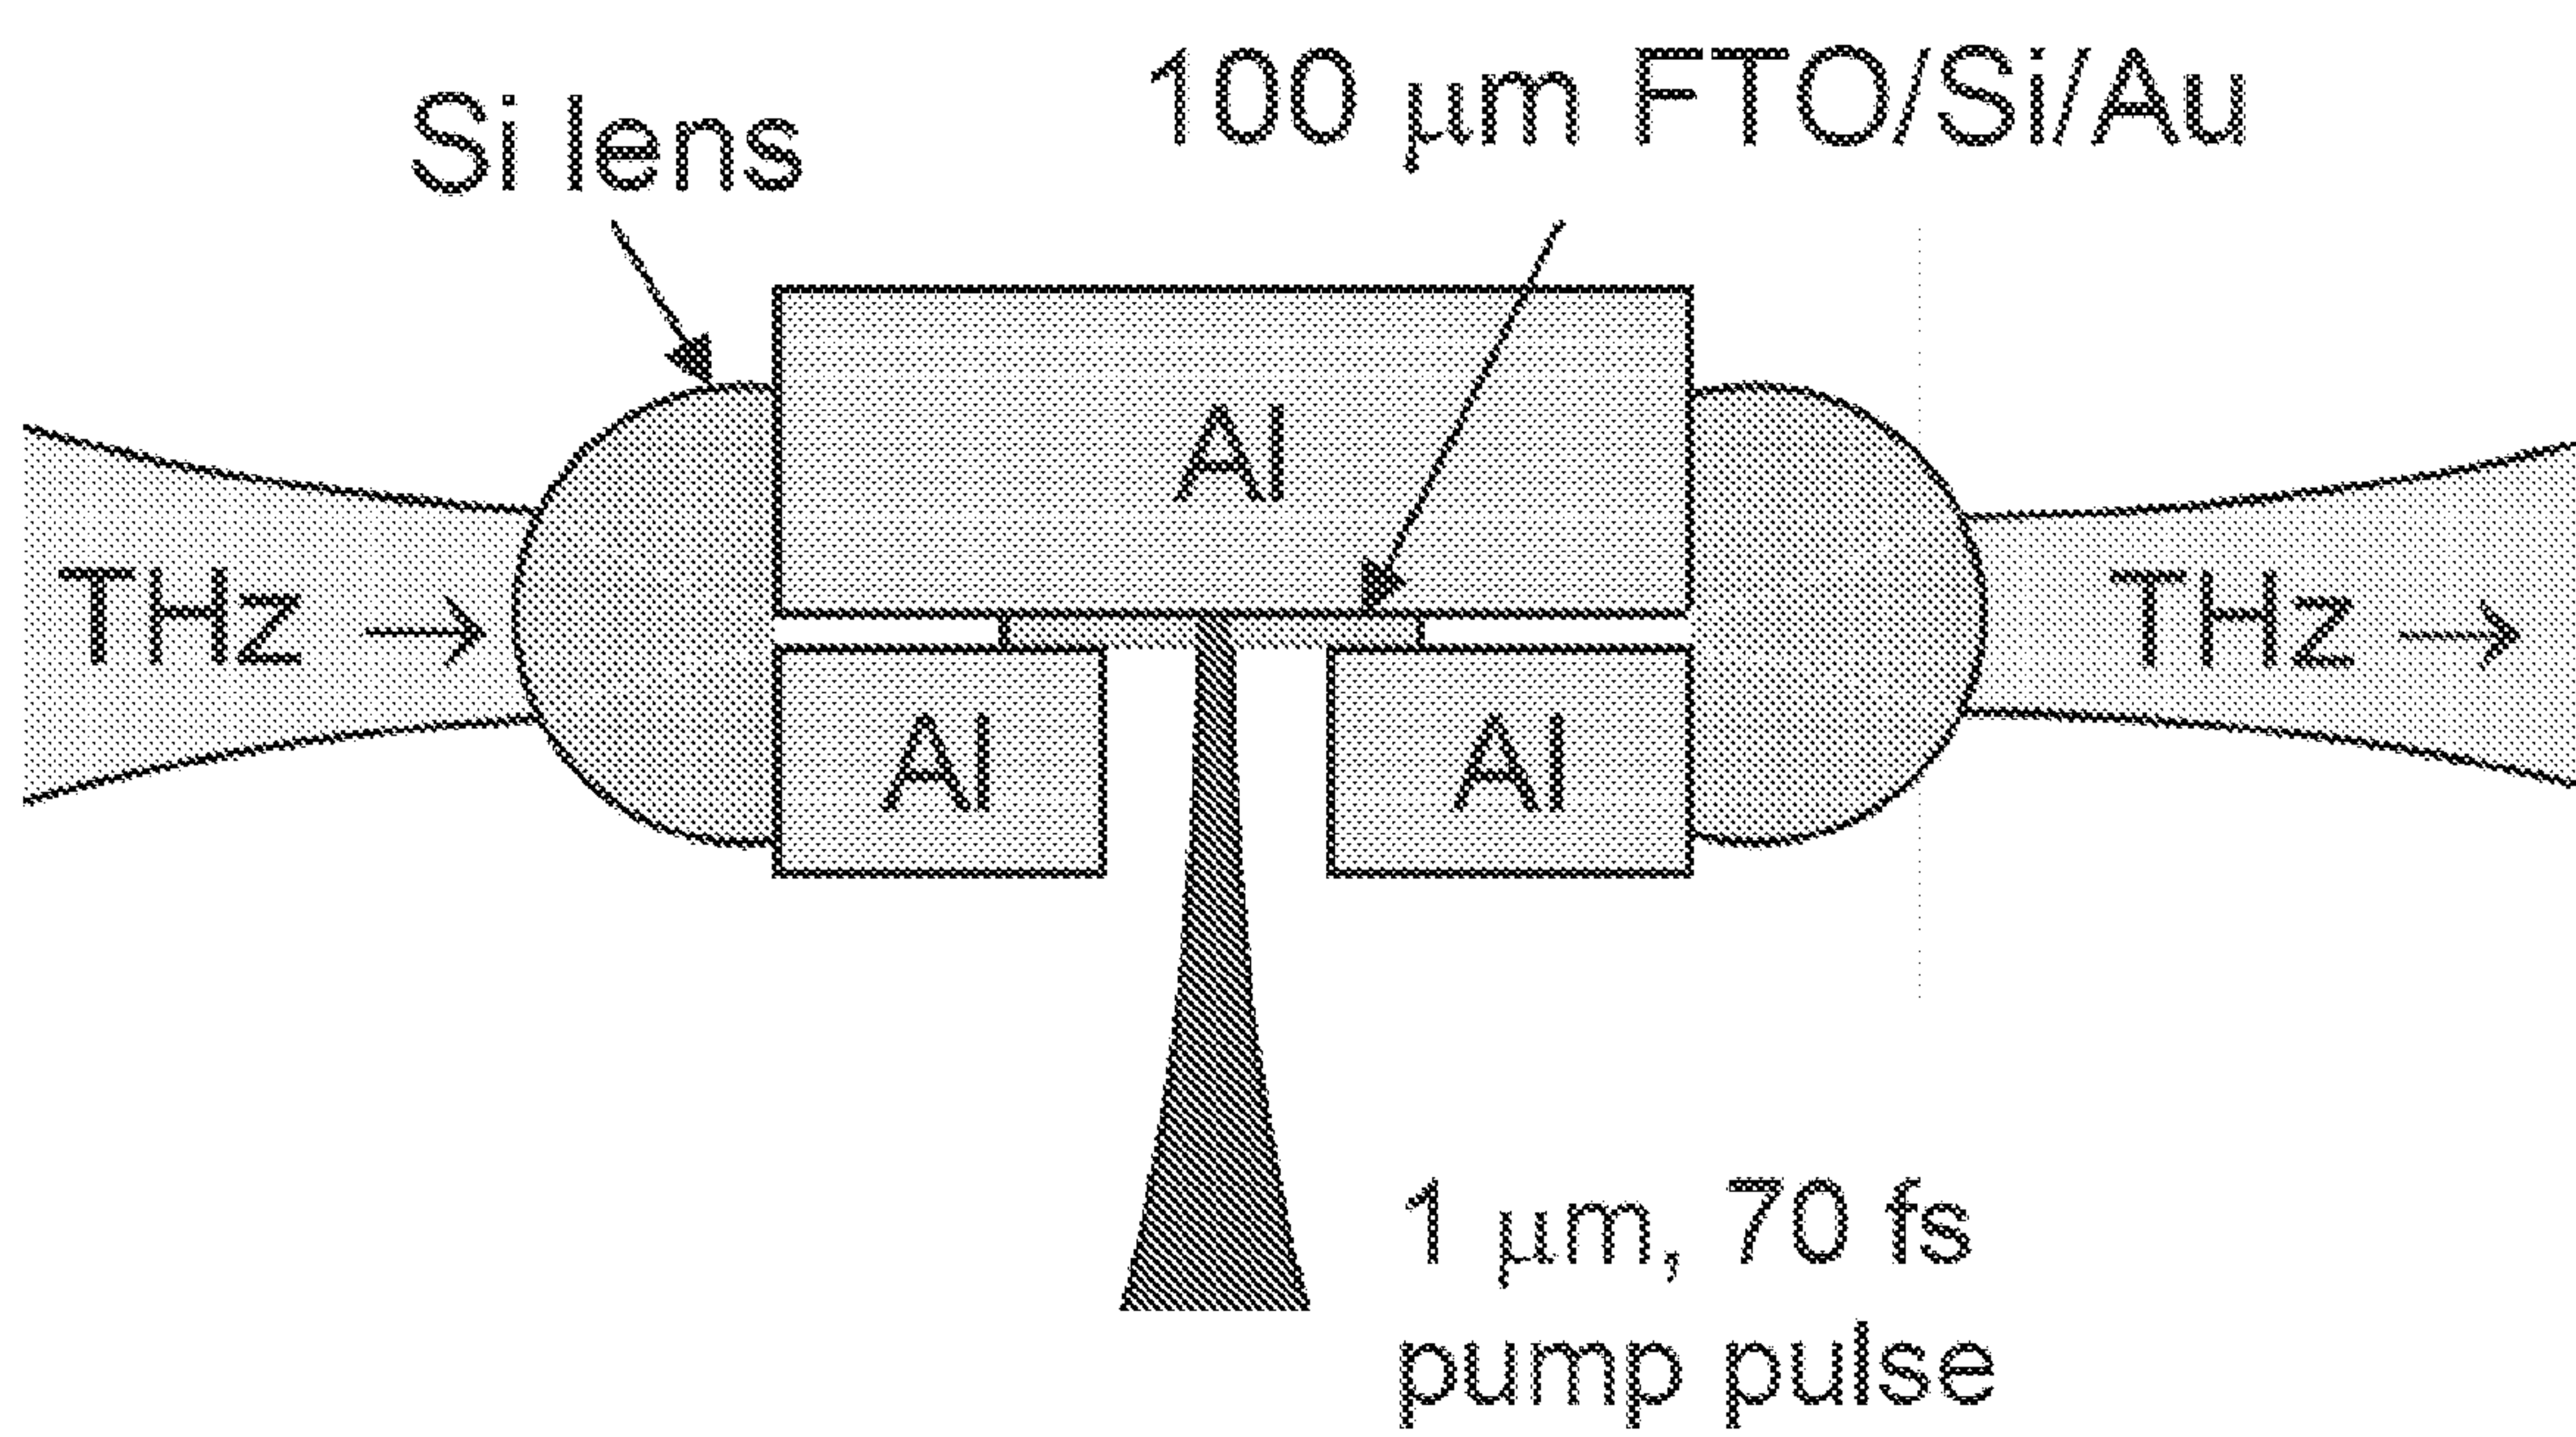 Si lens
100 μm FTO/Si/Au
Al
THz →
THz →
Al
Al
1 μm, 70 fs
pump pulse